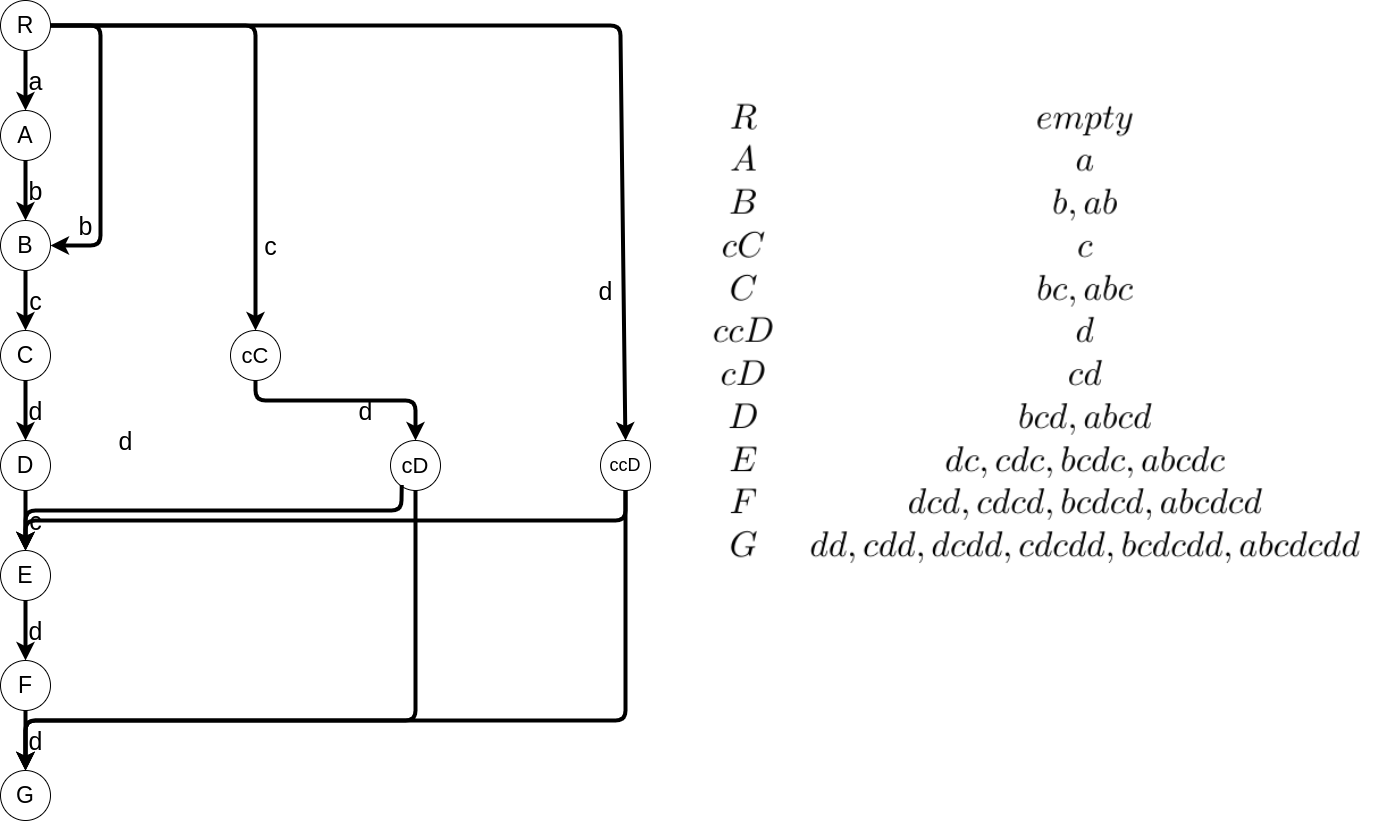 R
a
A
b
b
B
c
c
d
C
cC
d
d
d
D
cD
ccD
c
E
d
F
d
G
R empty
A a
B b, ab
cC c
C bc, abc
ccD d
cD cd
D bcd, abcd
E dc, cdc, bcdc, abcdc
F dcd, cdcd, bcdcd, abcdcd
G dd, cdd, dcdd, cdcdd, bcdcdd, abcdcdd